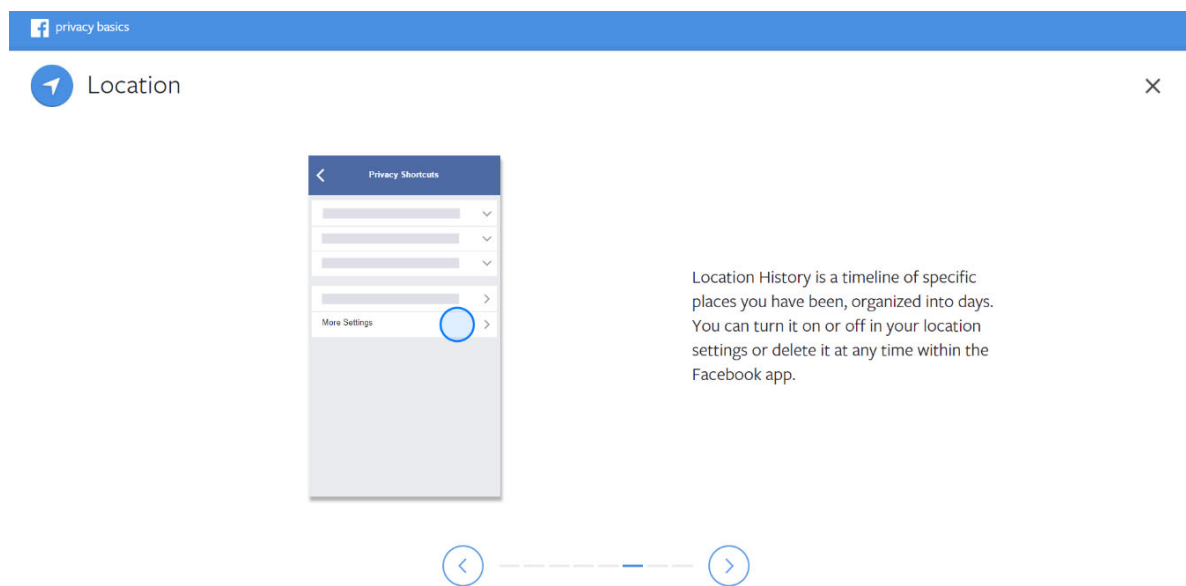 privacy basics
Location
Privacy Shortcuts
More Settings
Location History is a timeline of specific
places you have been, organized into days.
You can turn it on or off in your location
settings or delete it at any time within the
Facebook app.